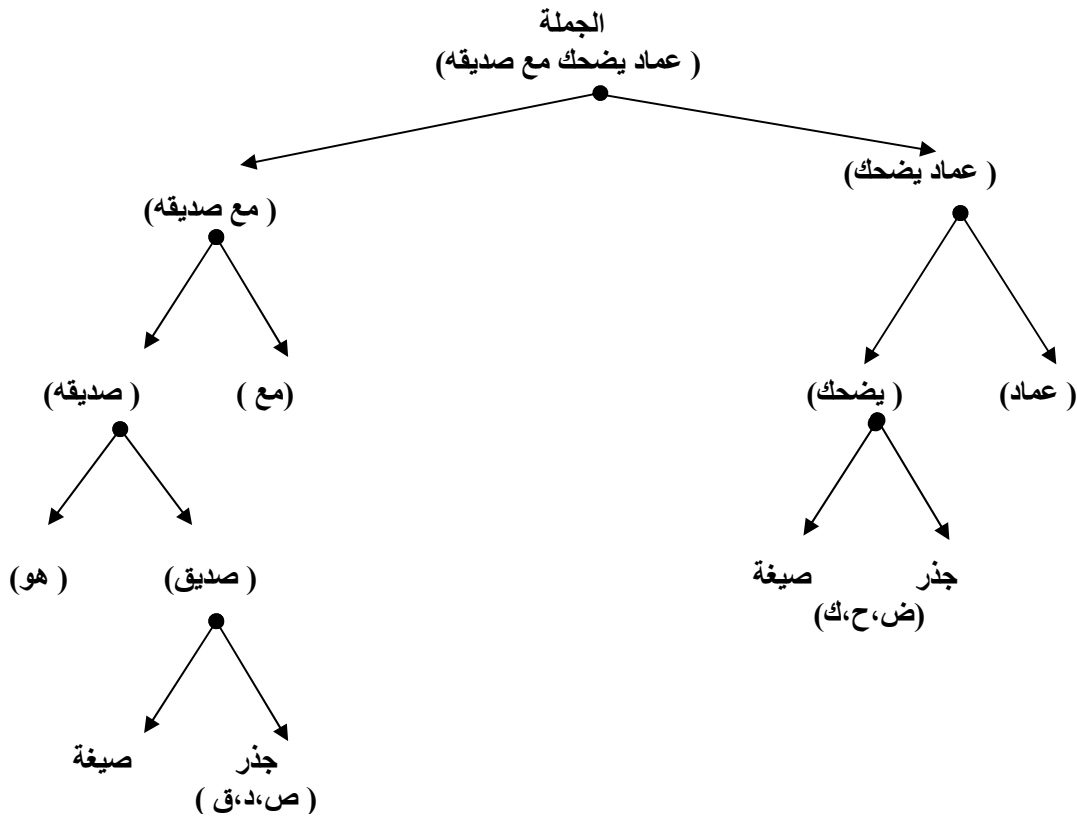 الجملة
( عماد يضحك مع صديقه)
( عماد يضحك)
( مع صديقه)
( عماد)
( يضحك)
(مع )
( صديقه)
جذر
صيغة
(ض،ح،ك)
( صديق)
( هو)
جذر
صيغة
( ص،د،ق )